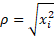 ρ = √x_i^2